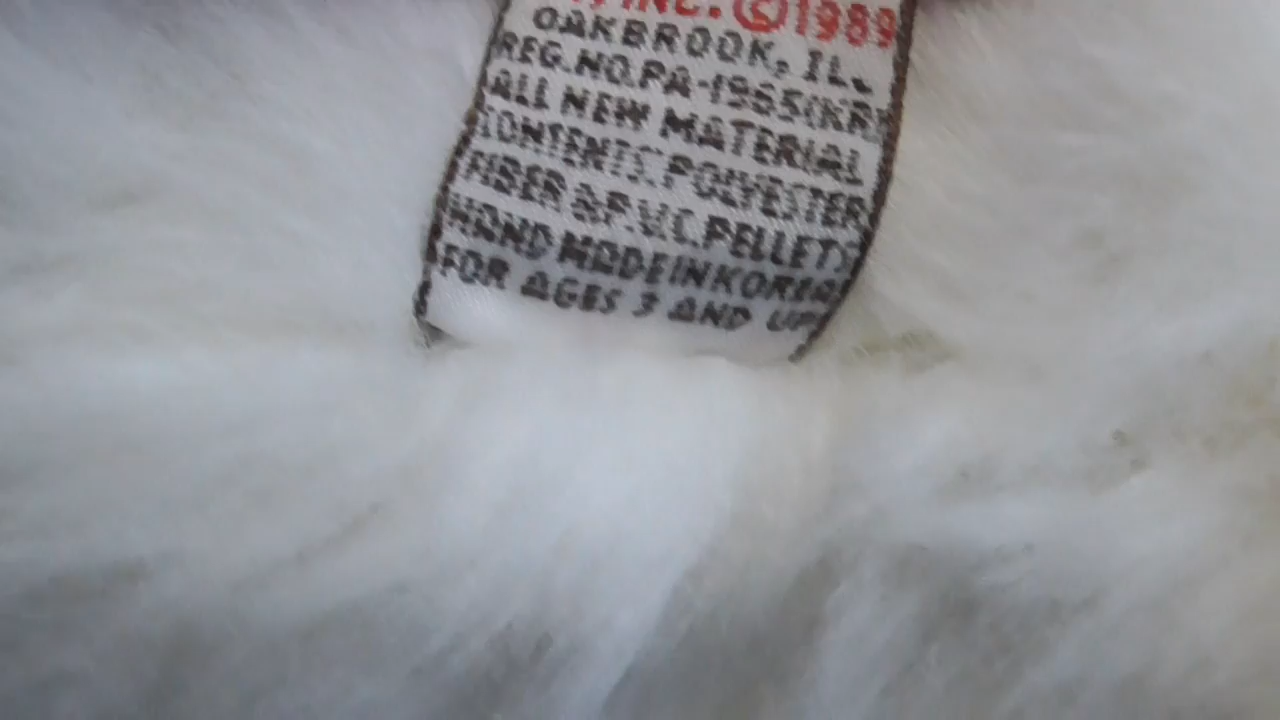 INC. ©1989
OAKBROOK, IL.
REG.NO.PA-1965(KR)
ALL NEW MATERIAL
CONTENTS:POLYESTER
FIBER & P.V.C.PELLETS
HAND MADE IN KOREA
FOR AGES 3 AND UP